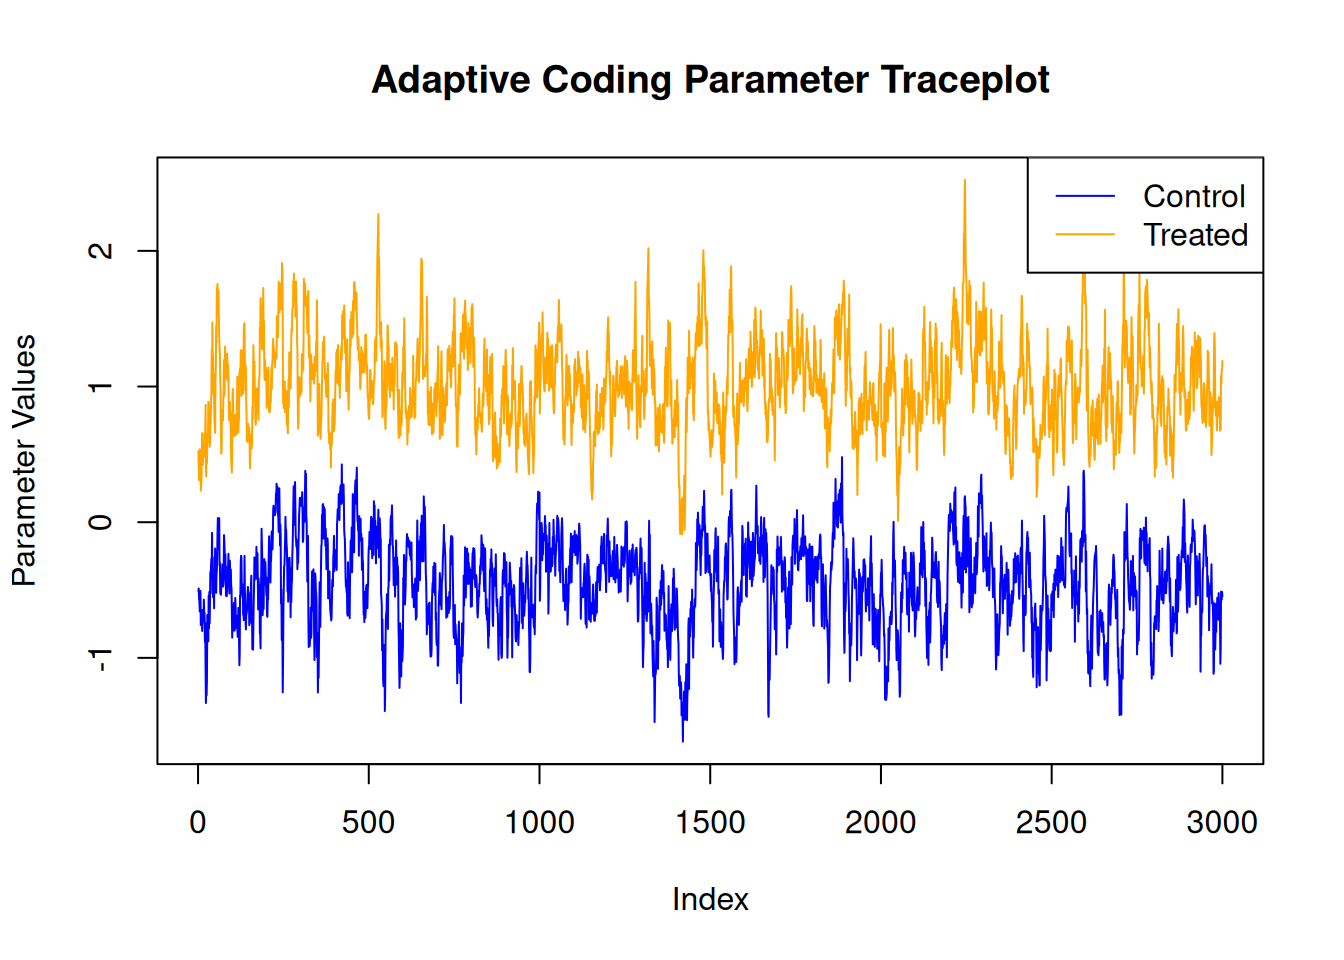 Adaptive Coding Parameter Traceplot
Control
Treated
Parameter Values
2
1
0
-1
0 500 1000 1500 2000 2500 3000
Index